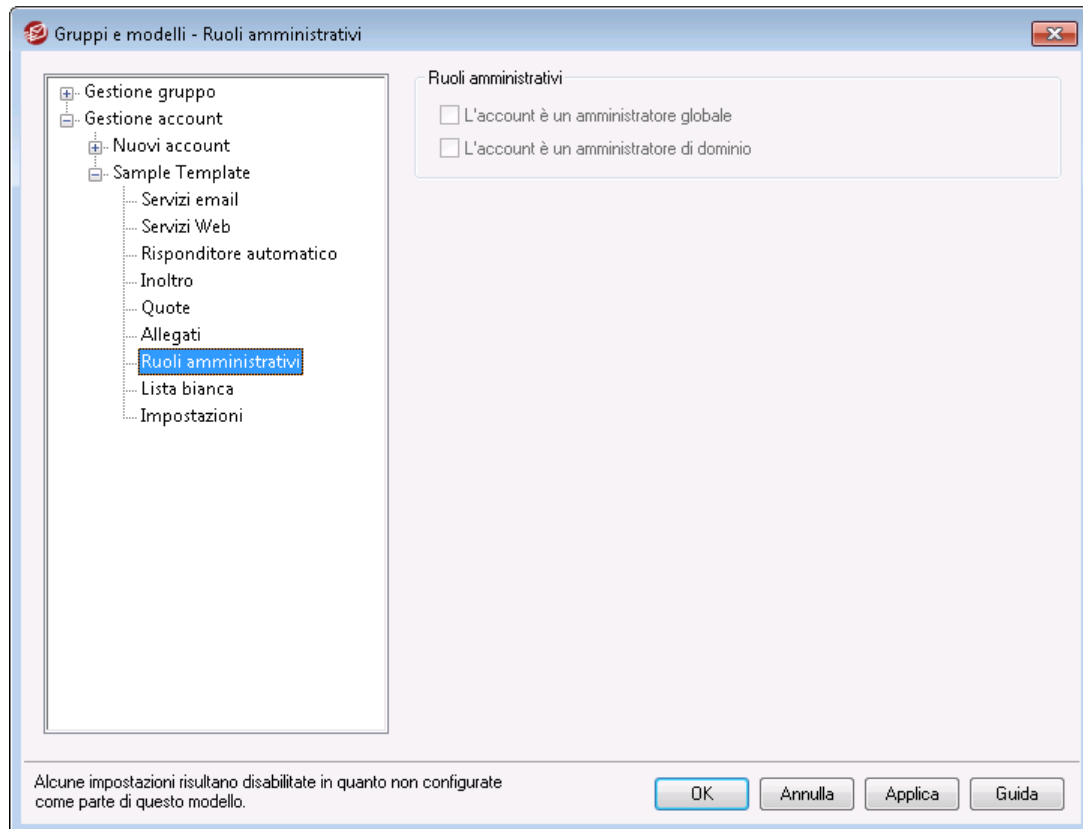 Gruppi e modelli - Ruoli amministrativi
Gestione gruppo
Gestione account
Nuovi account
Sample Template
Servizi email
Servizi Web
Risponditore automatico
Inoltro
Quote
Allegati
Ruoli amministrativi
Lista bianca
Impostazioni
Ruoli amministrativi
L'account è un amministratore globale
L'account è un amministratore di dominio
Alcune impostazioni risultano disabilitate in quanto non configurate
come parte di questo modello.
OK
Annulla
Applica
Guida